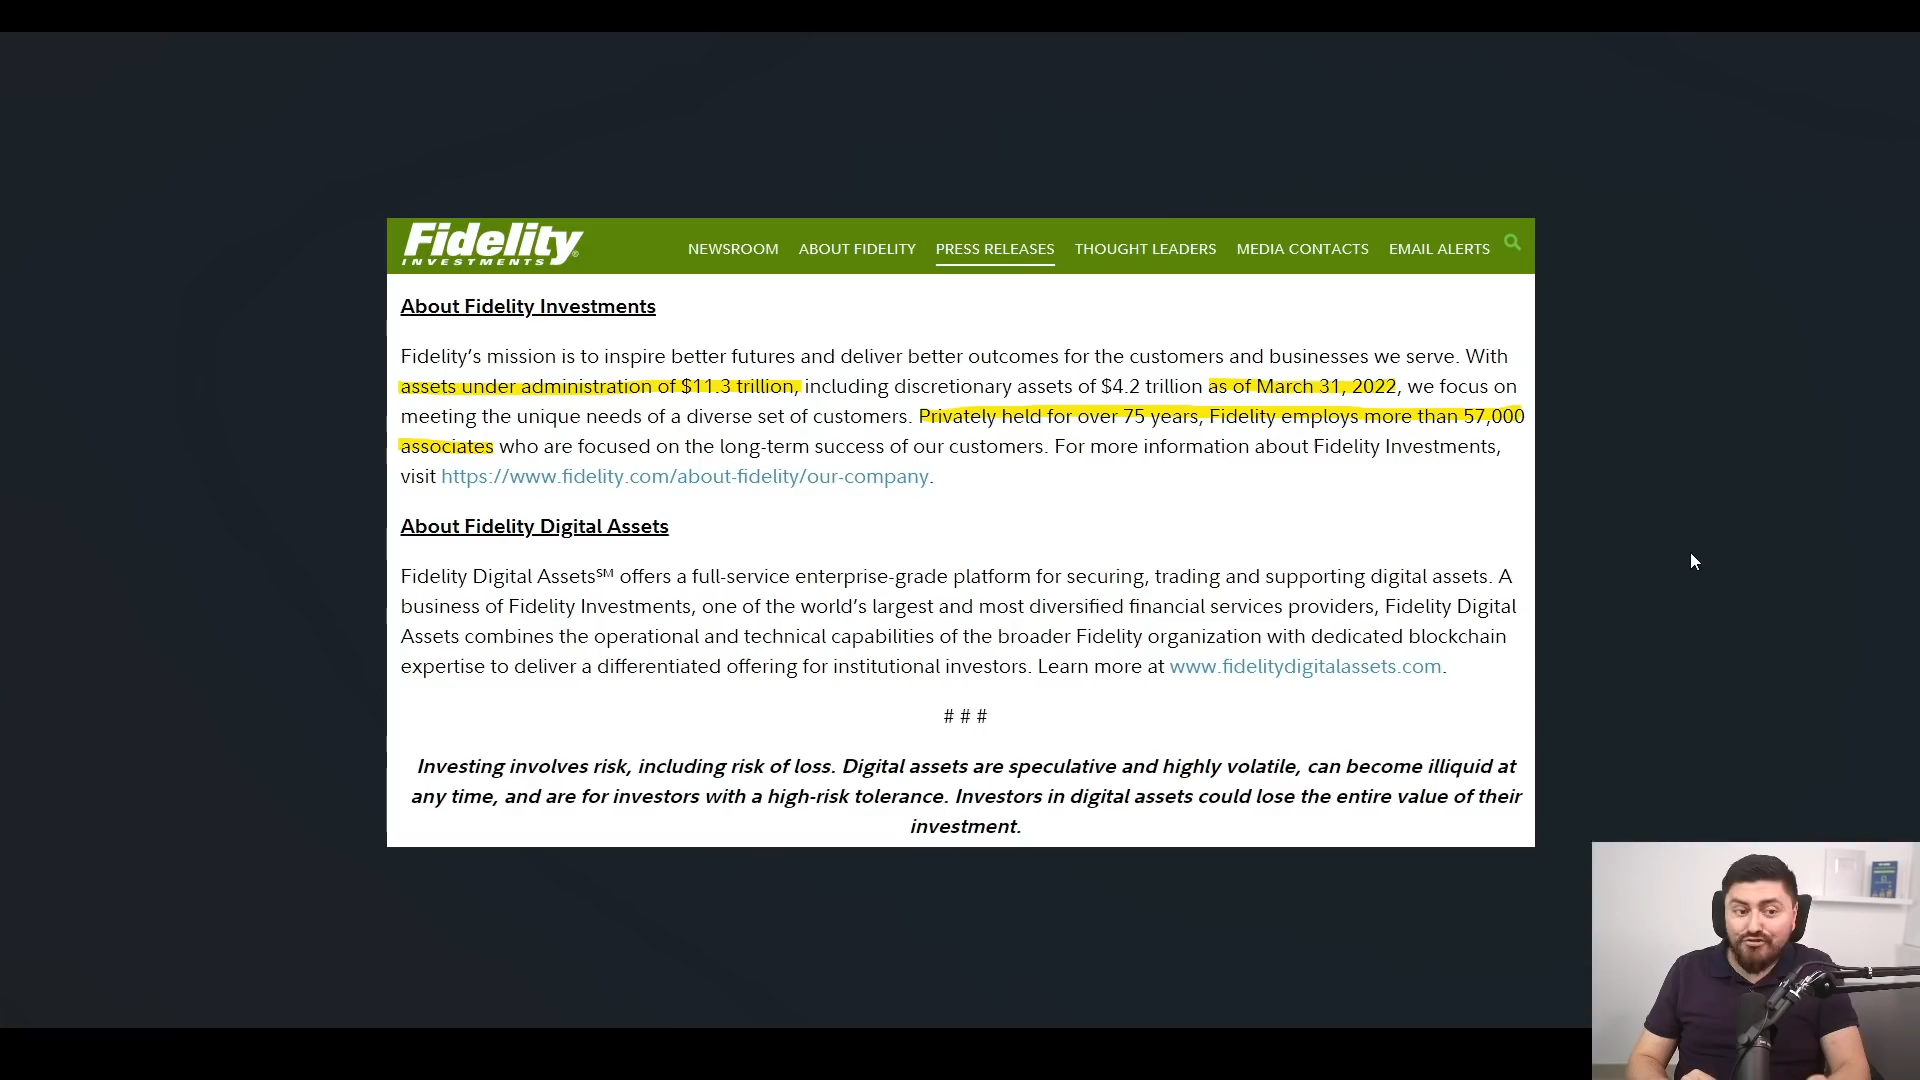 Fidelity®
INVESTMENTS
NEWSROOM ABOUT FIDELITY PRESS RELEASES THOUGHT LEADERS MEDIA CONTACTS EMAIL ALERTS
About Fidelity Investments
Fidelity’s mission is to inspire better futures and deliver better outcomes for the customers and businesses we serve. With
assets under administration of $11.3 trillion, including discretionary assets of $4.2 trillion as of March 31, 2022, we focus on
meeting the unique needs of a diverse set of customers. Privately held for over 75 years, Fidelity employs more than 57,000
associates who are focused on the long-term success of our customers. For more information about Fidelity Investments,
visit https://www.fidelity.com/about-fidelity/our-company.
About Fidelity Digital Assets
Fidelity Digital Assets℠ offers a full-service enterprise-grade platform for securing, trading and supporting digital assets. A
business of Fidelity Investments, one of the world’s largest and most diversified financial services providers, Fidelity Digital
Assets combines the operational and technical capabilities of the broader Fidelity organization with dedicated blockchain
expertise to deliver a differentiated offering for institutional investors. Learn more at www.fidelitydigitalassets.com.
# # #
Investing involves risk, including risk of loss. Digital assets are speculative and highly volatile, can become illiquid at
any time, and are for investors with a high-risk tolerance. Investors in digital assets could lose the entire value of their
investment.